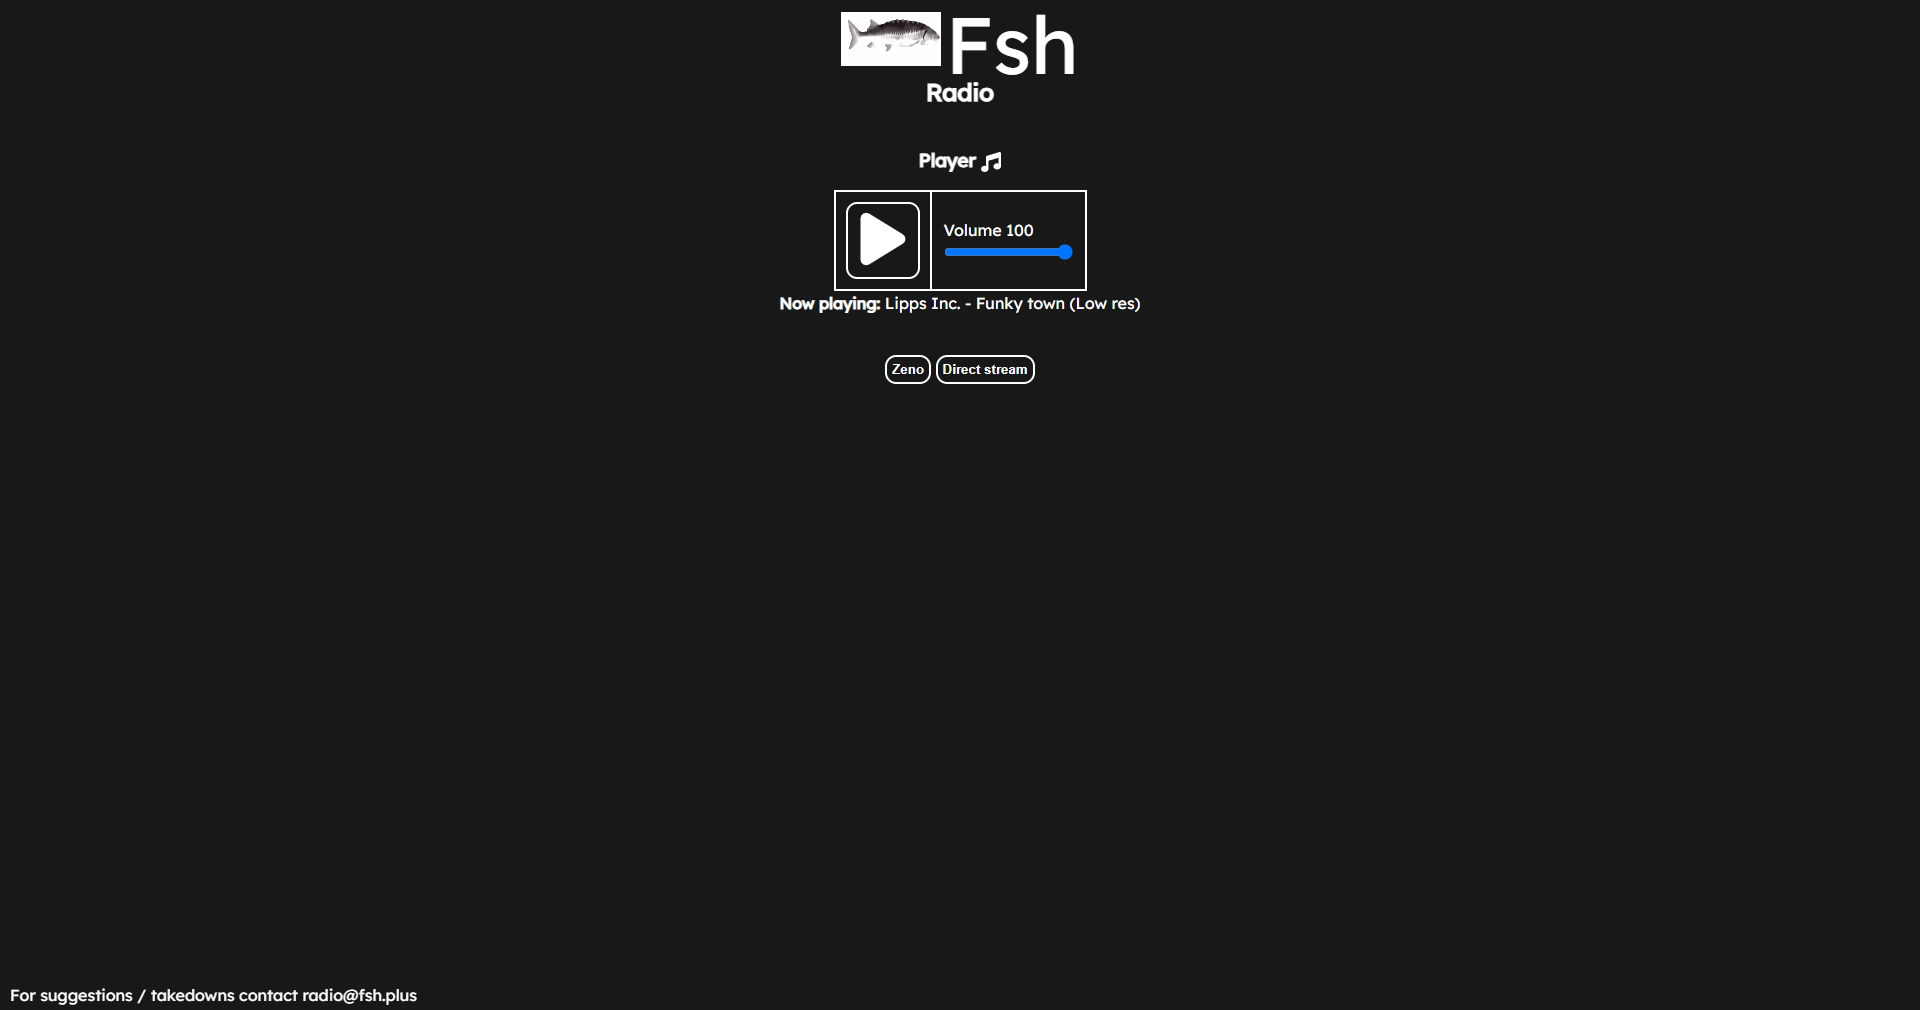 Fsh
Radio
Player
Volume 100
Now playing: Lipps Inc. - Funky town (Low res)
Zeno Direct stream
For suggestions / takedowns contact radio@fsh.plus